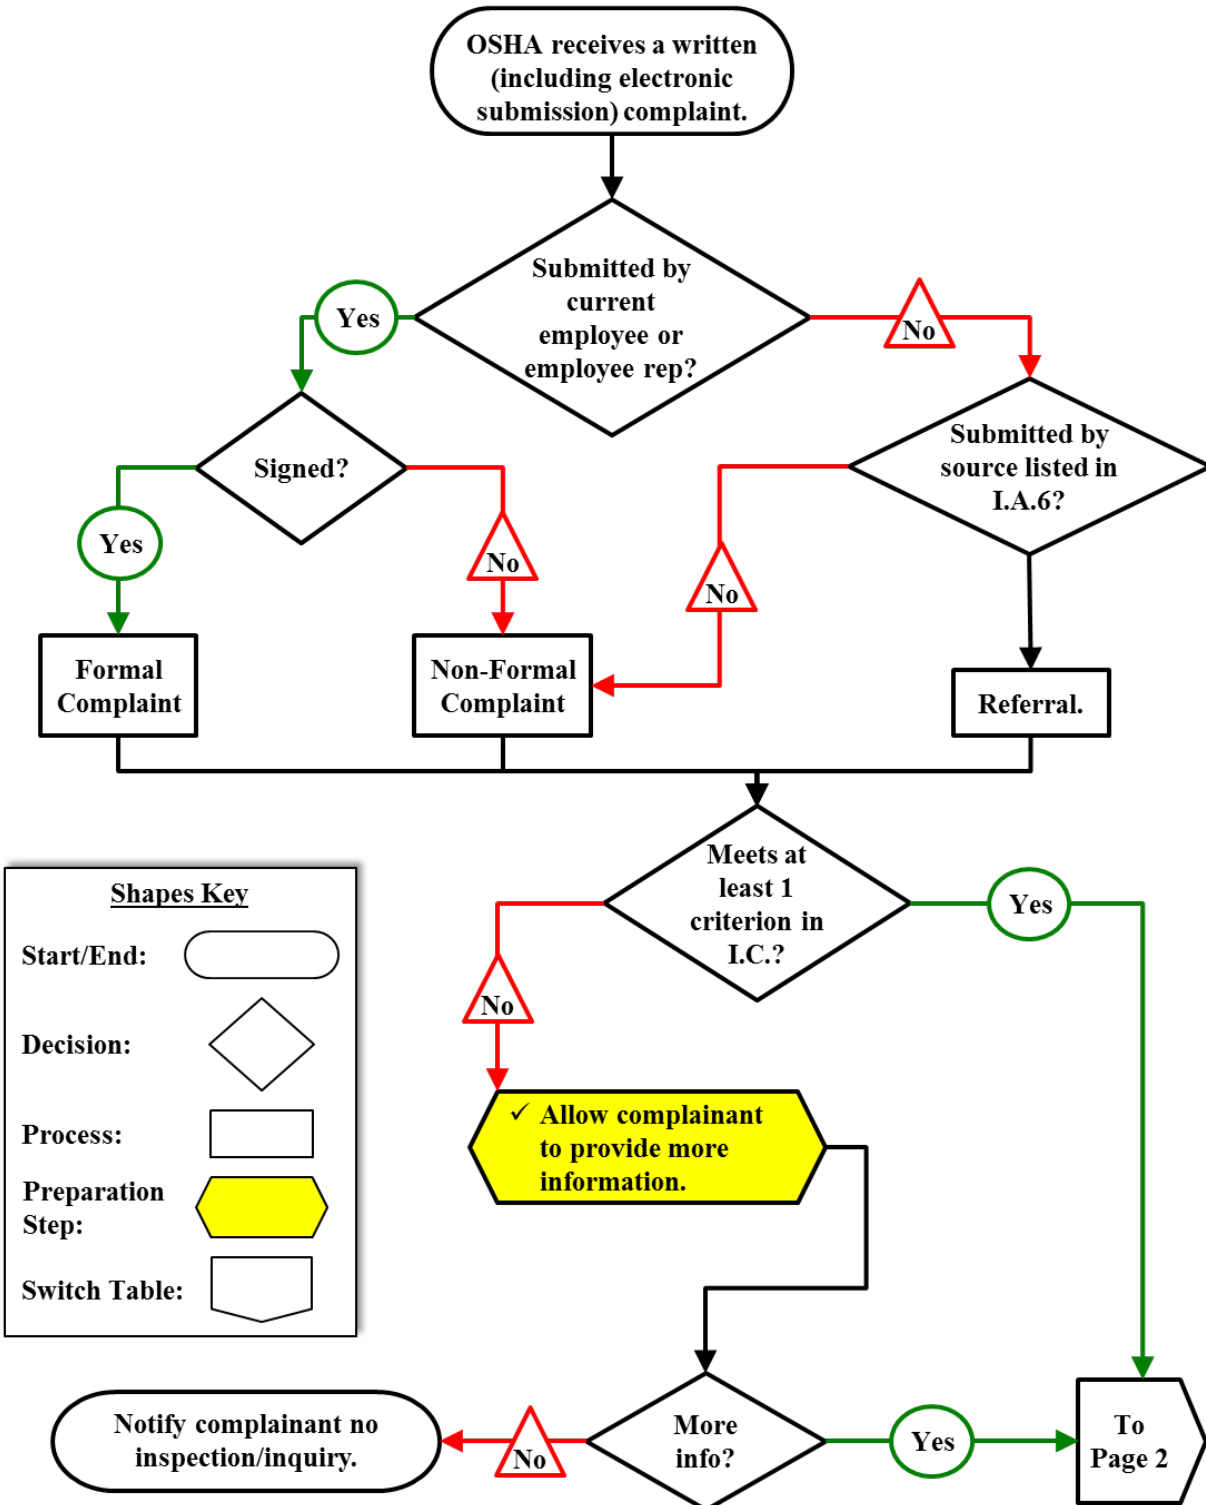 OSHA receives a written
(including electronic
submission) complaint.
Submitted by
current
employee or
employee rep?
Yes
No
Signed?
Submitted by
source listed in
I.A.6?
Yes
No
No
Formal
Complaint
Non-Formal
Complaint
Referral.
Meets at
least 1
criterion in
I.C.?
Yes
No
Shapes Key
Start/End:
Decision:
Process:
Preparation
Step:
Switch Table:
✓ Allow complainant
to provide more
information.
Notify complainant no
inspection/inquiry.
No
More
info?
Yes
To
Page 2